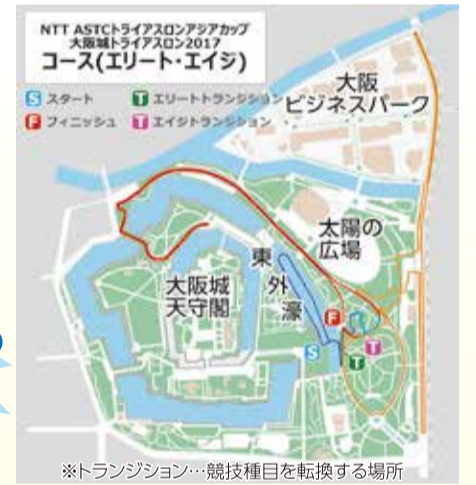 NTT ASTCトライアスロンアジアカップ
大阪城トライアスロン2017
コース(エリート・エイジ)
S スタート
T エリートトランジション
F フィニッシュ
T エイジトランジション
大阪
ビジネスパーク
太陽の
広場
東外濠
大阪城
天守閣
F
S
T
T
※トランジション…競技種目を転換する場所